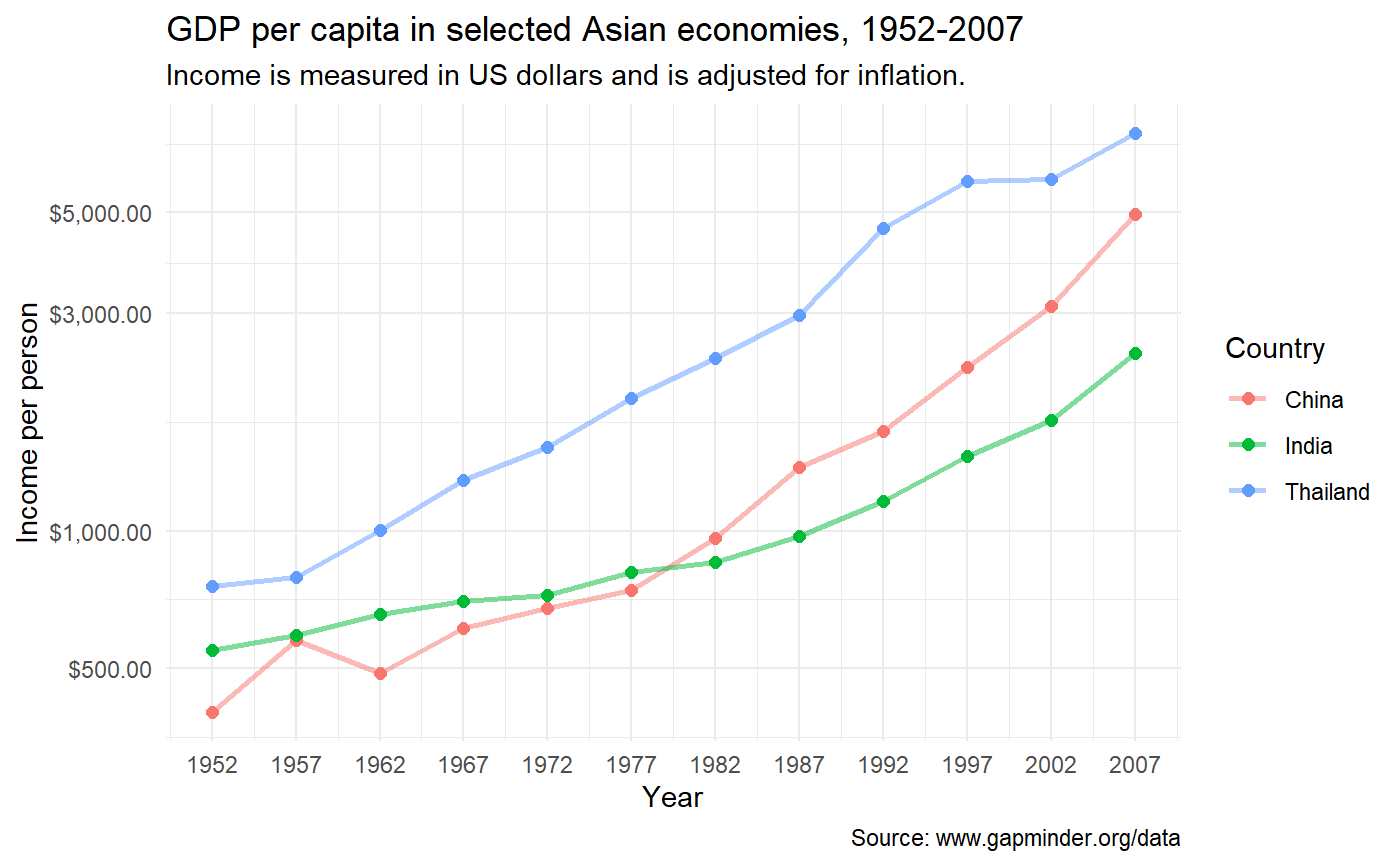 GDP per capita in selected Asian economies, 1952-2007
Income is measured in US dollars and is adjusted for inflation.
Income per person
$5,000.00
$3,000.00
$1,000.00
$500.00
1952 1957 1962 1967 1972 1977 1982 1987 1992 1997 2002 2007
Year
Country
China
India
Thailand
Source: www.gapminder.org/data